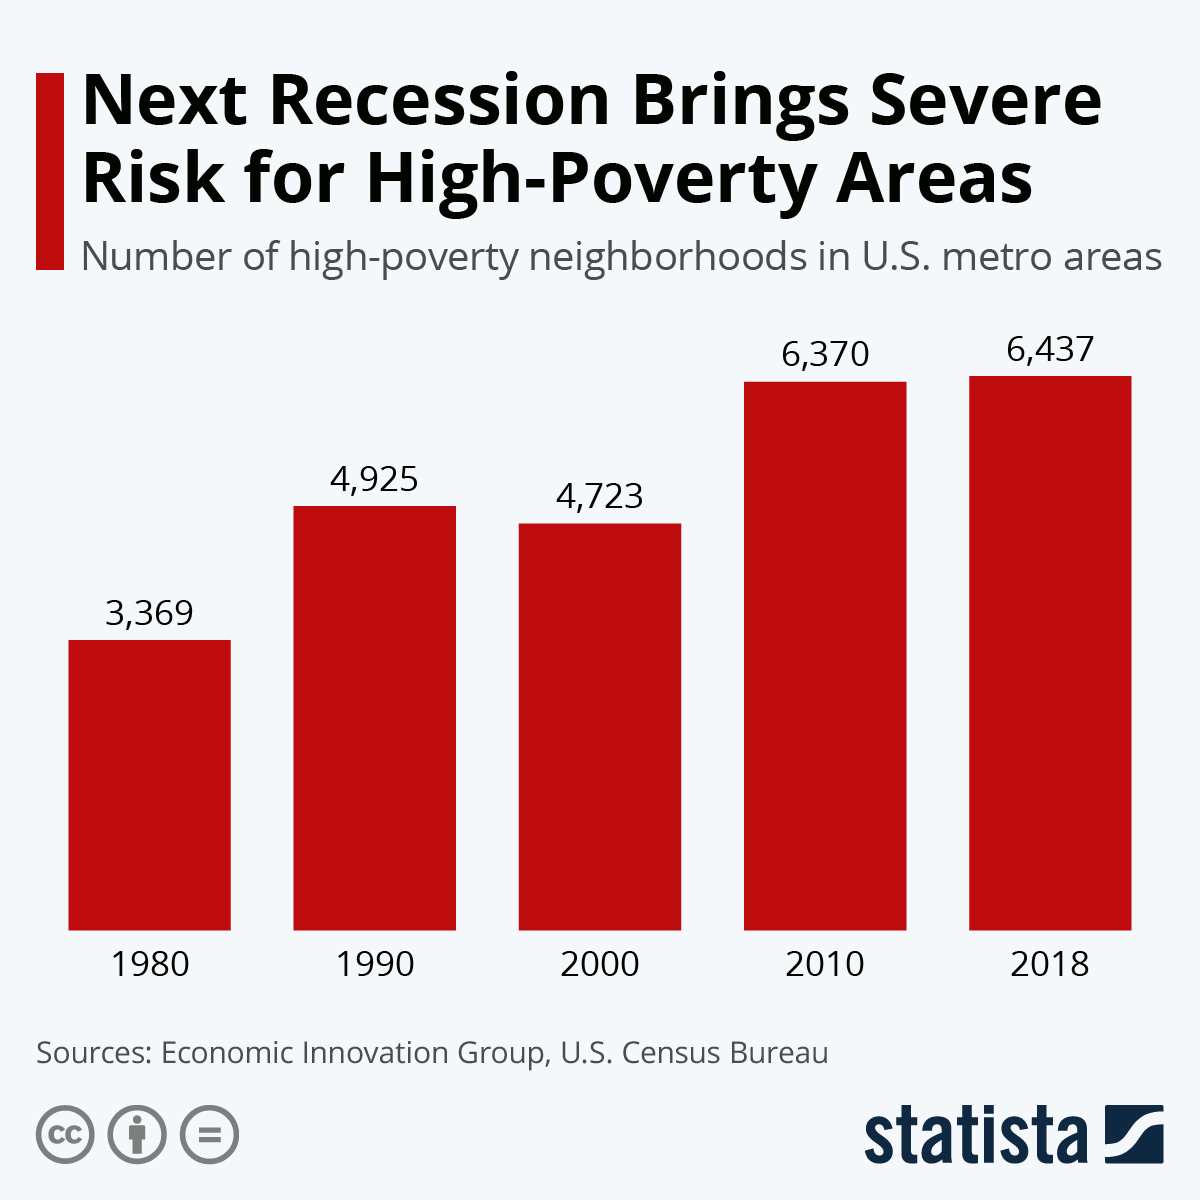 Next Recession Brings Severe
Risk for High-Poverty Areas
Number of high-poverty neighborhoods in U.S. metro areas
3,369
4,925
4,723
6,370
6,437
1980
1990
2000
2010
2018
Sources: Economic Innovation Group, U.S. Census Bureau
cc
=
statista